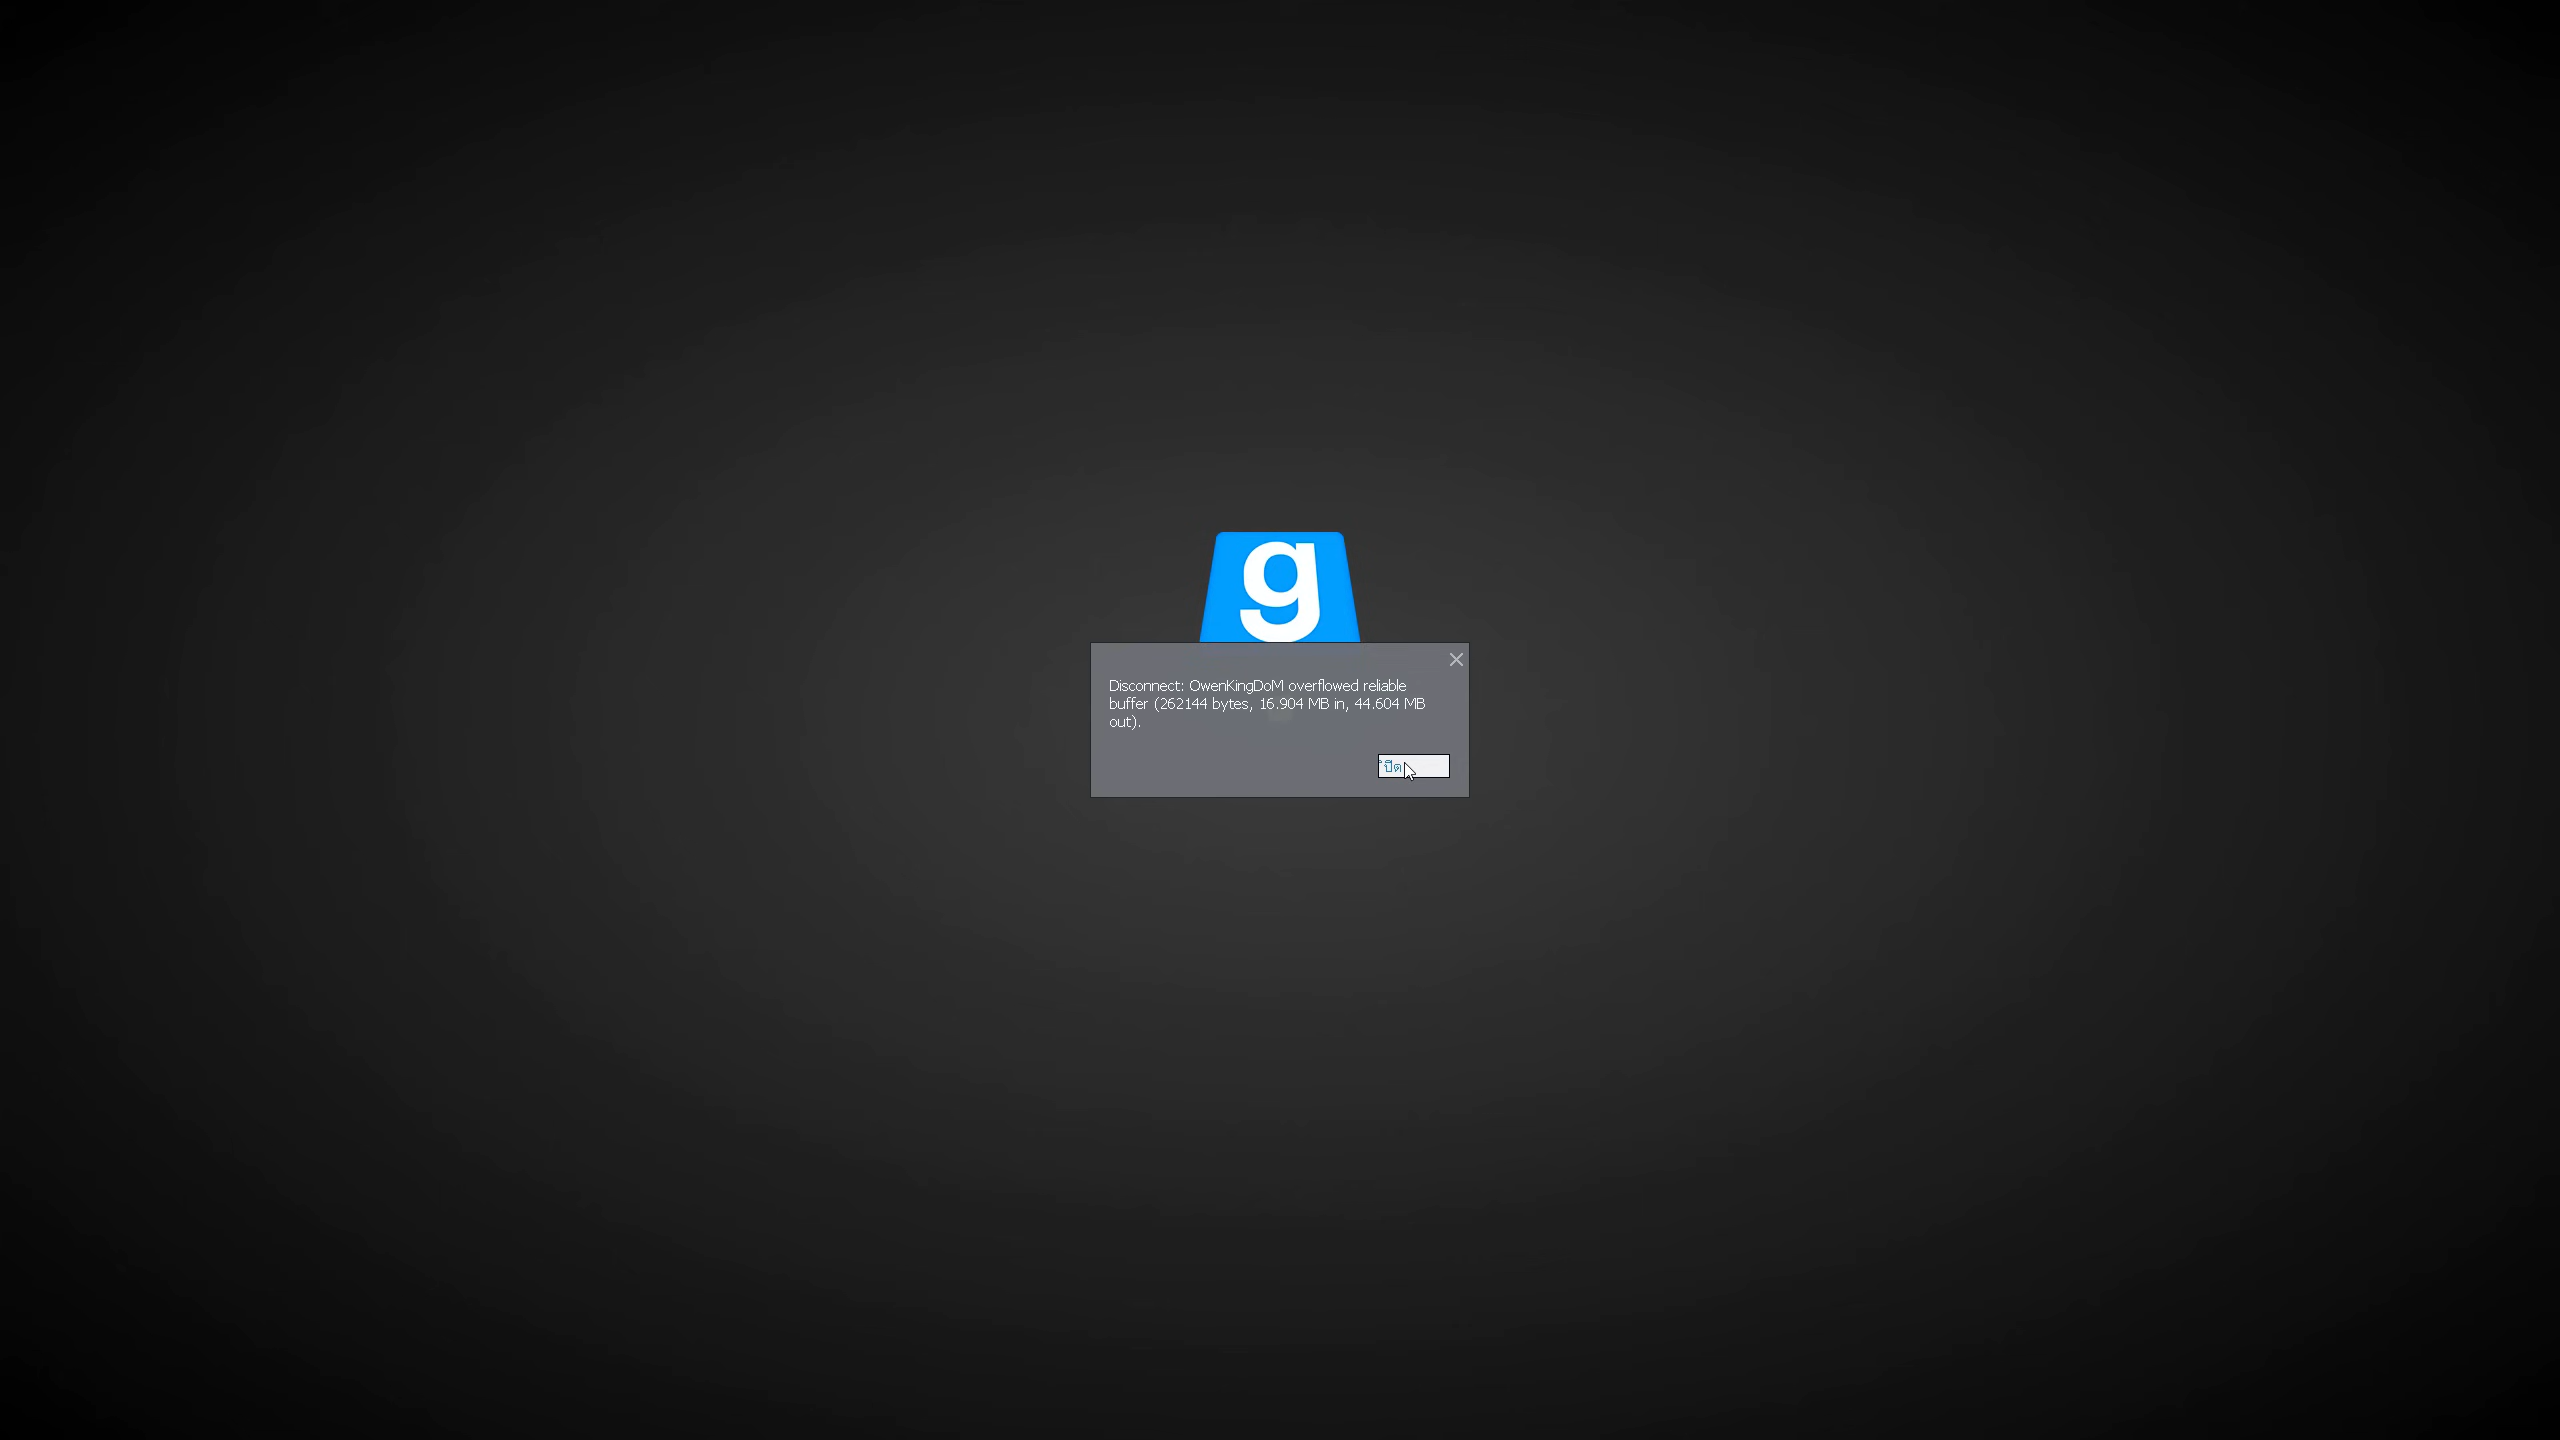 g
Disconnect: OwenKingDoM overflowed reliable
buffer (262144 bytes, 16.904 MB in, 44.604 MB
out).
ปิด